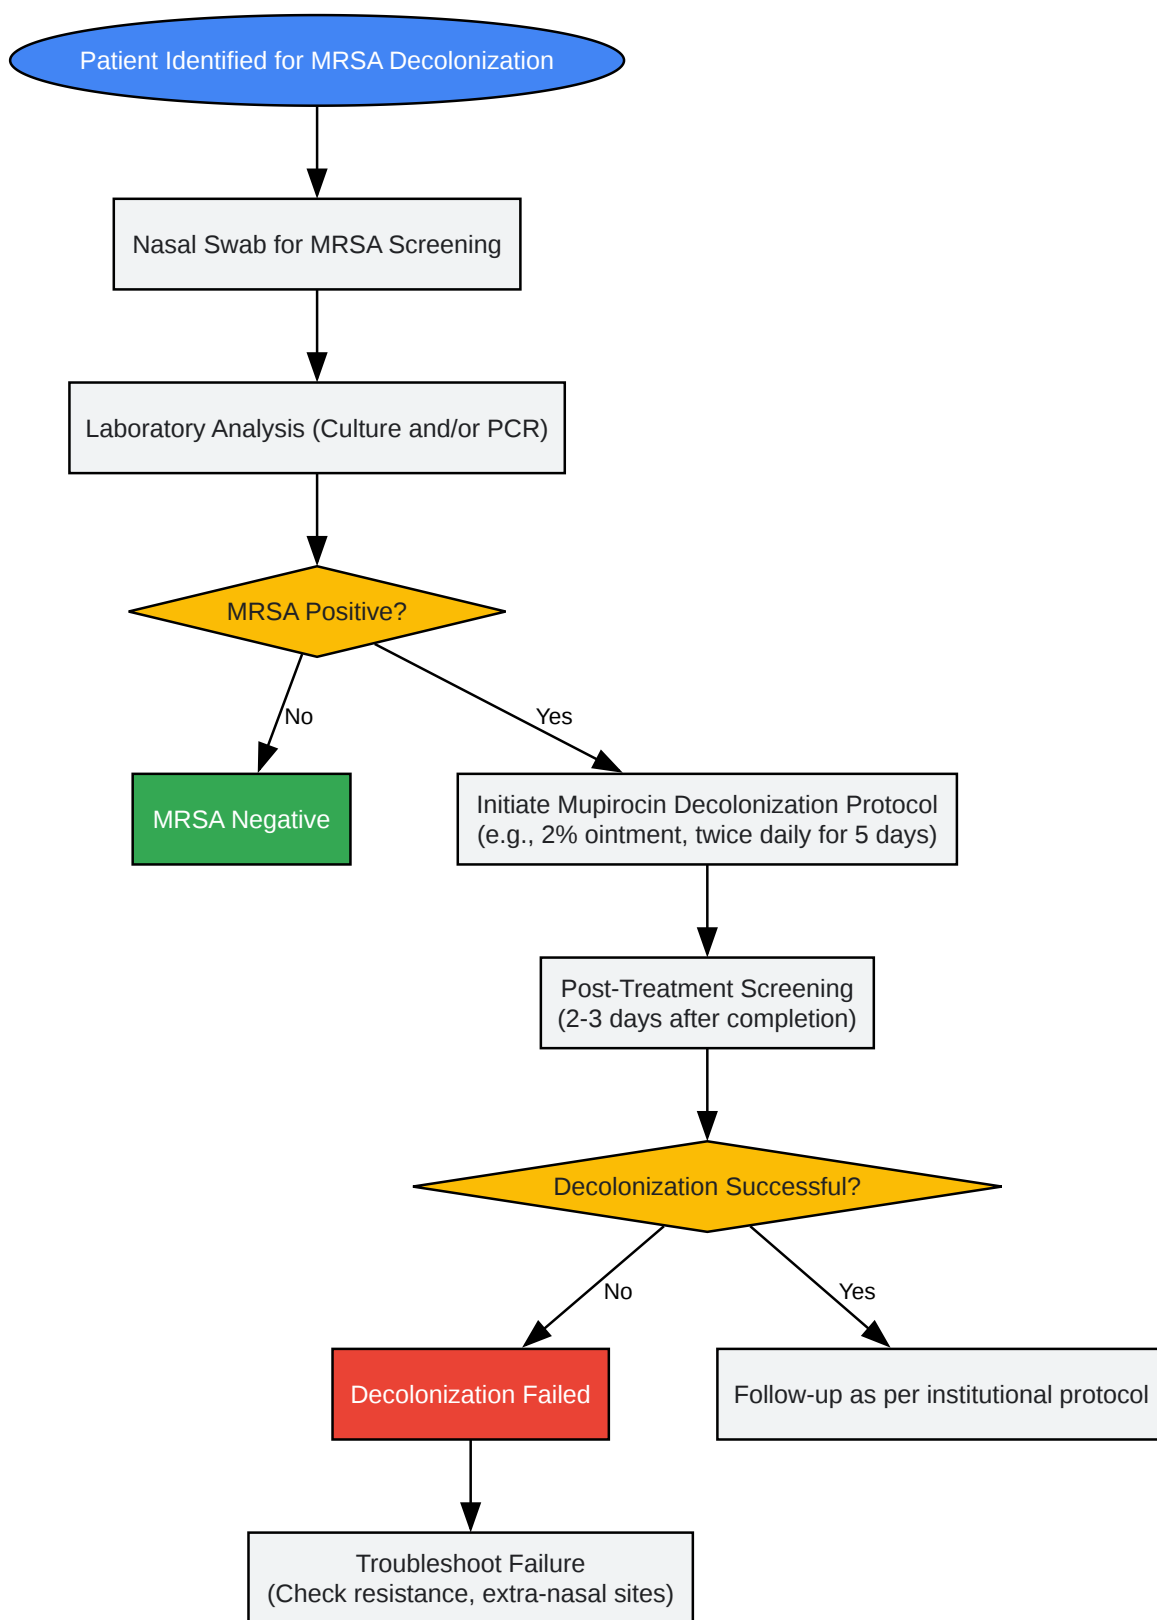 Patient Identified for MRSA Decolonization
Nasal Swab for MRSA Screening
Laboratory Analysis (Culture and/or PCR)
MRSA Positive?
No
Yes
MRSA Negative
Initiate Mupirocin Decolonization Protocol
(e.g., 2% ointment, twice daily for 5 days)
Post-Treatment Screening
(2-3 days after completion)
Decolonization Successful?
No
Yes
Decolonization Failed
Follow-up as per institutional protocol
Troubleshoot Failure
(Check resistance, extra-nasal sites)